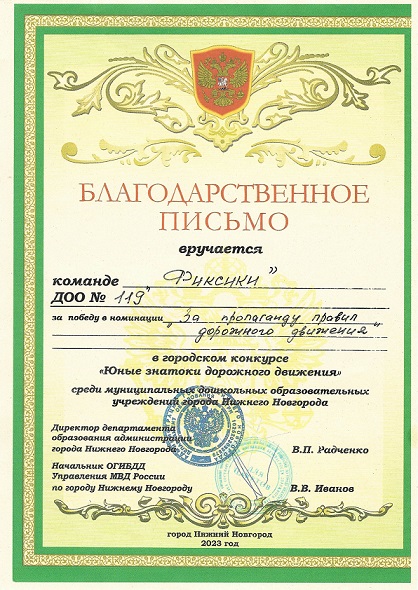 БЛАГОДАРСТВЕННОЕ
ПИСЬМО
вручается
команде "Фиксики"
ДОО № 119
за победу в номинации „За пропаганду правил
дорожного движения"
в городском конкурсе
«Юные знатоки дорожного движения»
среди муниципальных дошкольных образовательных
учреждений города Нижнего Новгорода
Директор департамента
образования администрации
города Нижнего Новгорода В.П. Радченко
Начальник ОГИБДД
Управления МВД России
по городу Нижнему Новгороду В.В. Иванов
город Нижний Новгород
2023 год